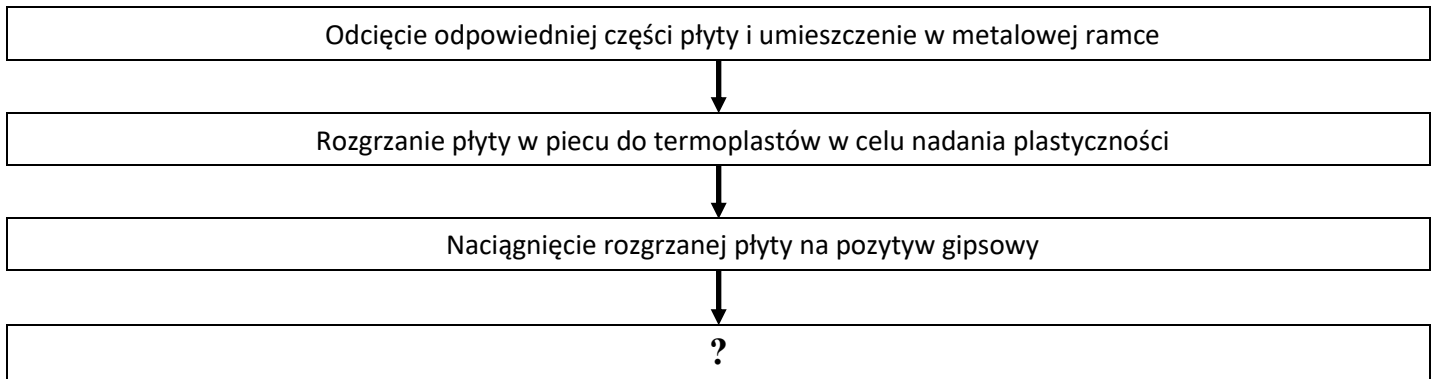 Odcięcie odpowiedniej części płyty i umieszczenie w metalowej ramce
Rozgrzanie płyty w piecu do termoplastów w celu nadania plastyczności
Naciągnięcie rozgrzanej płyty na pozytyw gipsowy
?